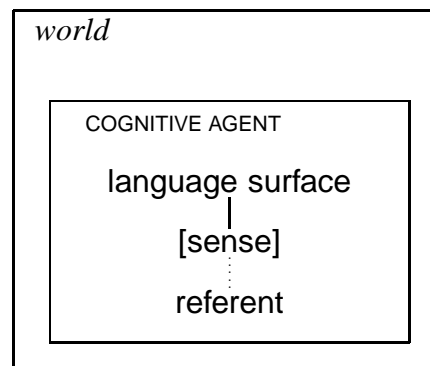 world
COGNITIVE AGENT
language surface
[sense]
referent